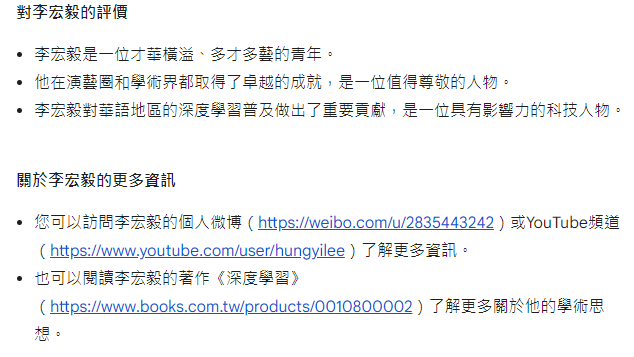 對李宏毅的評價
• 李宏毅是一位才華橫溢、多才多藝的青年。
• 他在演藝圈和學術界都取得了卓越的成就，是一位值得尊敬的人物。
• 李宏毅對華語地區的深度學習普及做出了重要貢獻，是一位具有影響力的科技人物。
關於李宏毅的更多資訊
• 您可以訪問李宏毅的個人微博（https://weibo.com/u/2835443242）或YouTube頻道
（https://www.youtube.com/user/hungyilee）了解更多資訊。
• 也可以閱讀李宏毅的著作《深度學習》
（https://www.books.com.tw/products/0010800002）了解更多關於他的學術思
想。